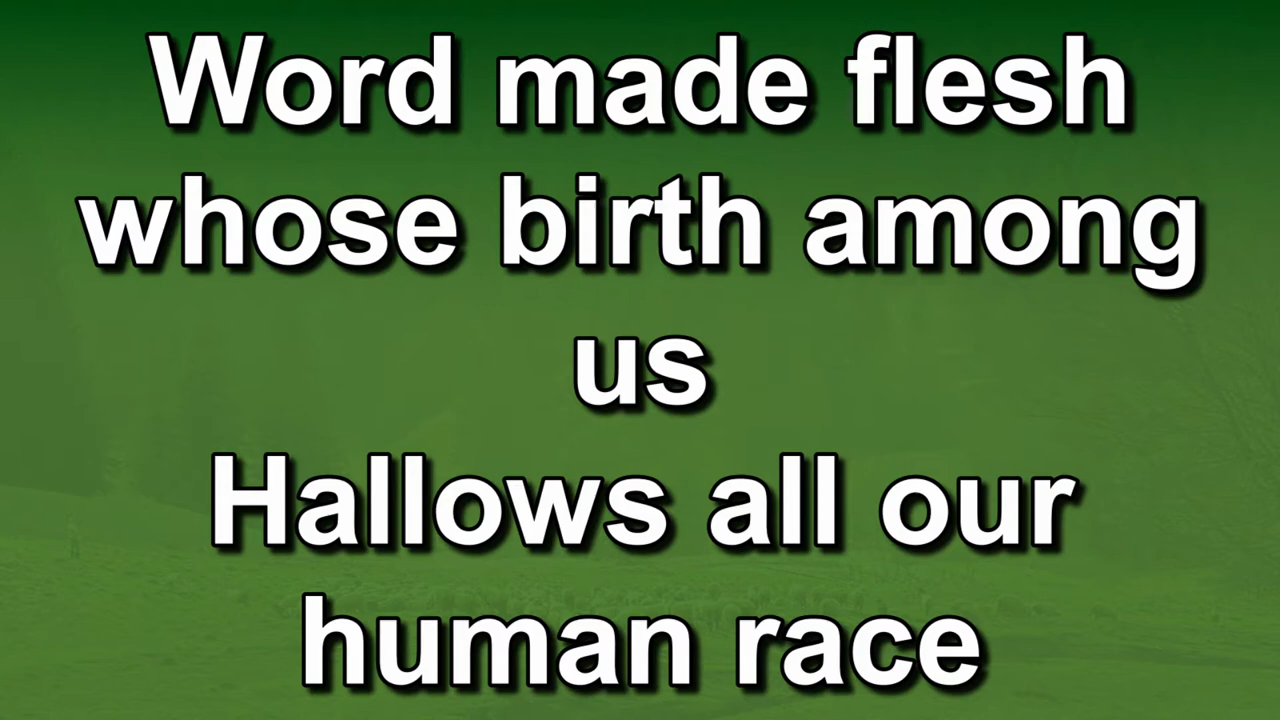 Word made flesh
whose birth among
us
Hallows all our
human race